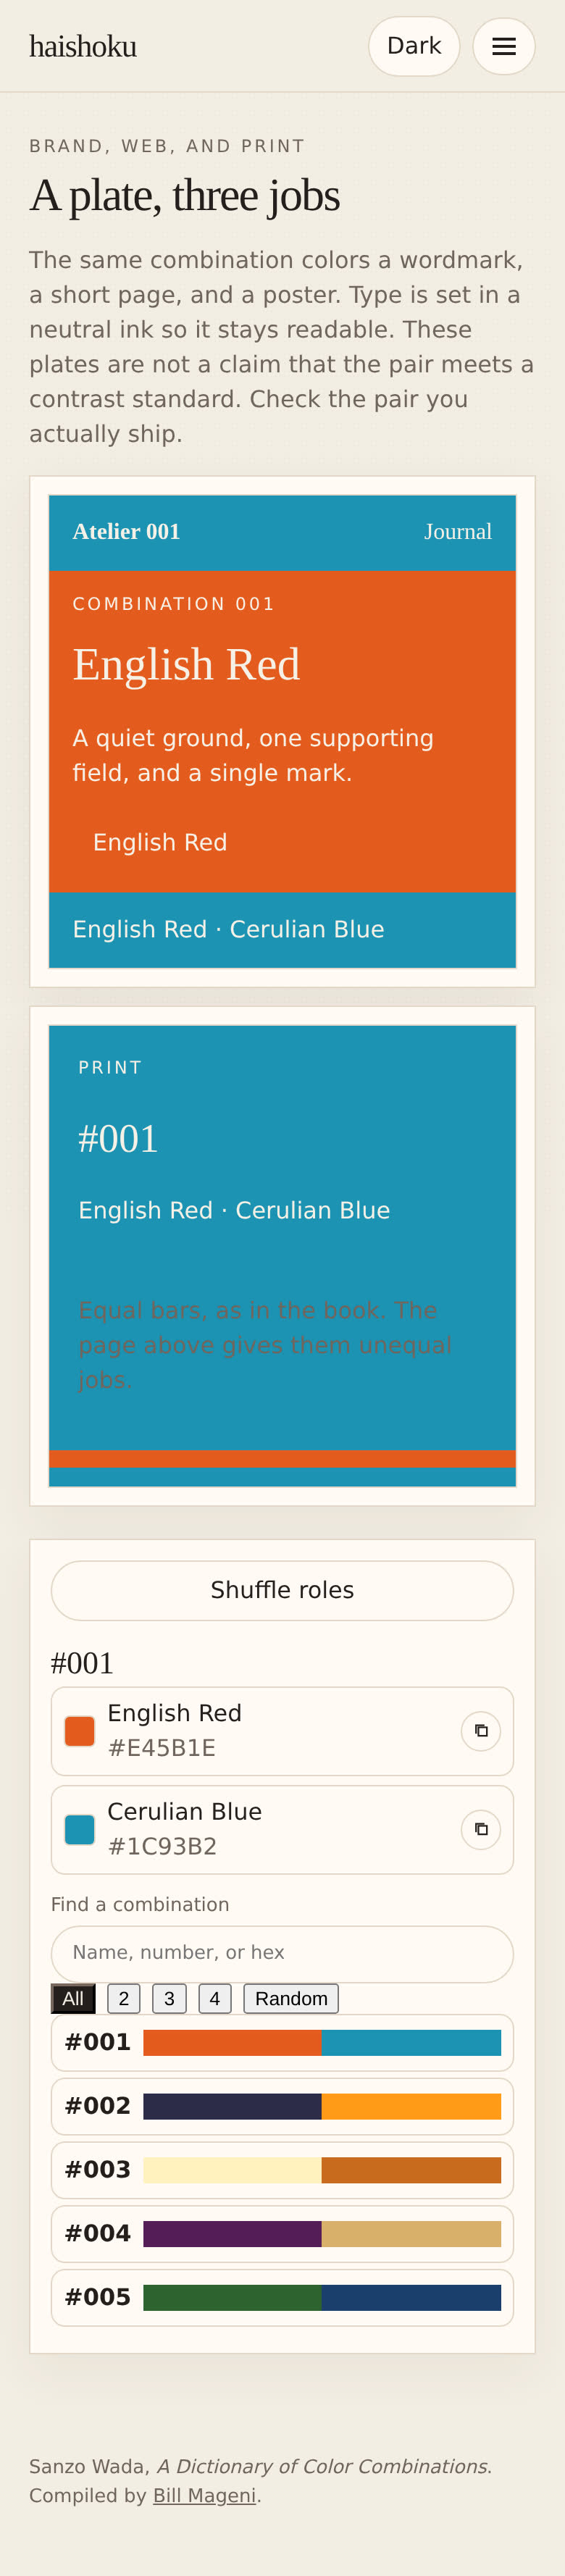 haishoku
Dark
BRAND, WEB, AND PRINT
A plate, three jobs
The same combination colors a wordmark,
a short page, and a poster. Type is set in a
neutral ink so it stays readable. These
plates are not a claim that the pair meets a
contrast standard. Check the pair you
actually ship.
Atelier 001
Journal
COMBINATION 001
English Red
A quiet ground, one supporting
field, and a single mark.
English Red
English Red · Cerulian Blue
PRINT
#001
English Red · Cerulian Blue
Equal bars, as in the book. The
page above gives them unequal
jobs.
Shuffle roles
#001
English Red
#E45B1E
Cerulian Blue
#1C93B2
Find a combination
Name, number, or hex
All 2 3 4 Random
#001
#002
#003
#004
#005
Sanzo Wada, A Dictionary of Color Combinations.
Compiled by Bill Mageni.